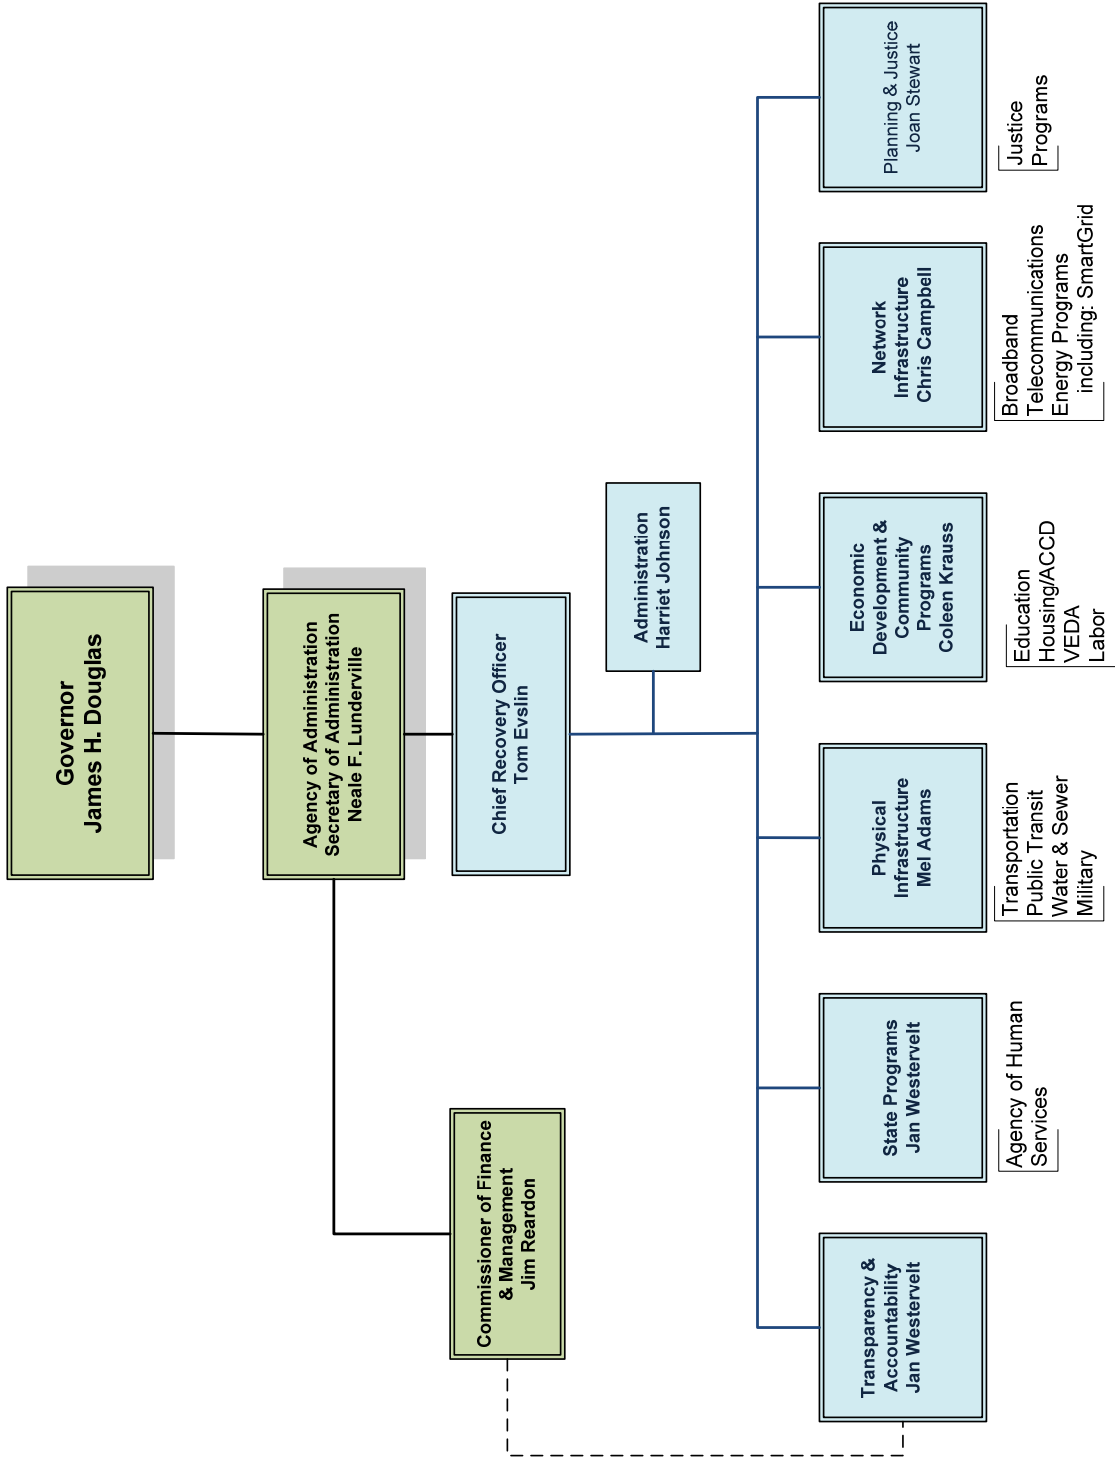 Governor
James H. Douglas
Agency of Administration
Secretary of Administration
Neale F. Lunderville
Commissioner of Finance
& Management
Jim Reardon
Chief Recovery Officer
Tom Evslin
Administration
Harriet Johnson
Transparency &
Accountability
Jan Westervelt
State Programs
Jan Westervelt
Agency of Human
Services
Physical
Infrastructure
Mel Adams
Transportation
Public Transit
Water & Sewer
Military
Economic
Development &
Community
Programs
Coleen Krauss
Education
Housing/ACCD
VEDA
Labor
Network
Infrastructure
Chris Campbell
Broadband
Telecommunications
Energy Programs
including: SmartGrid
Planning & Justice
Joan Stewart
Justice
Programs